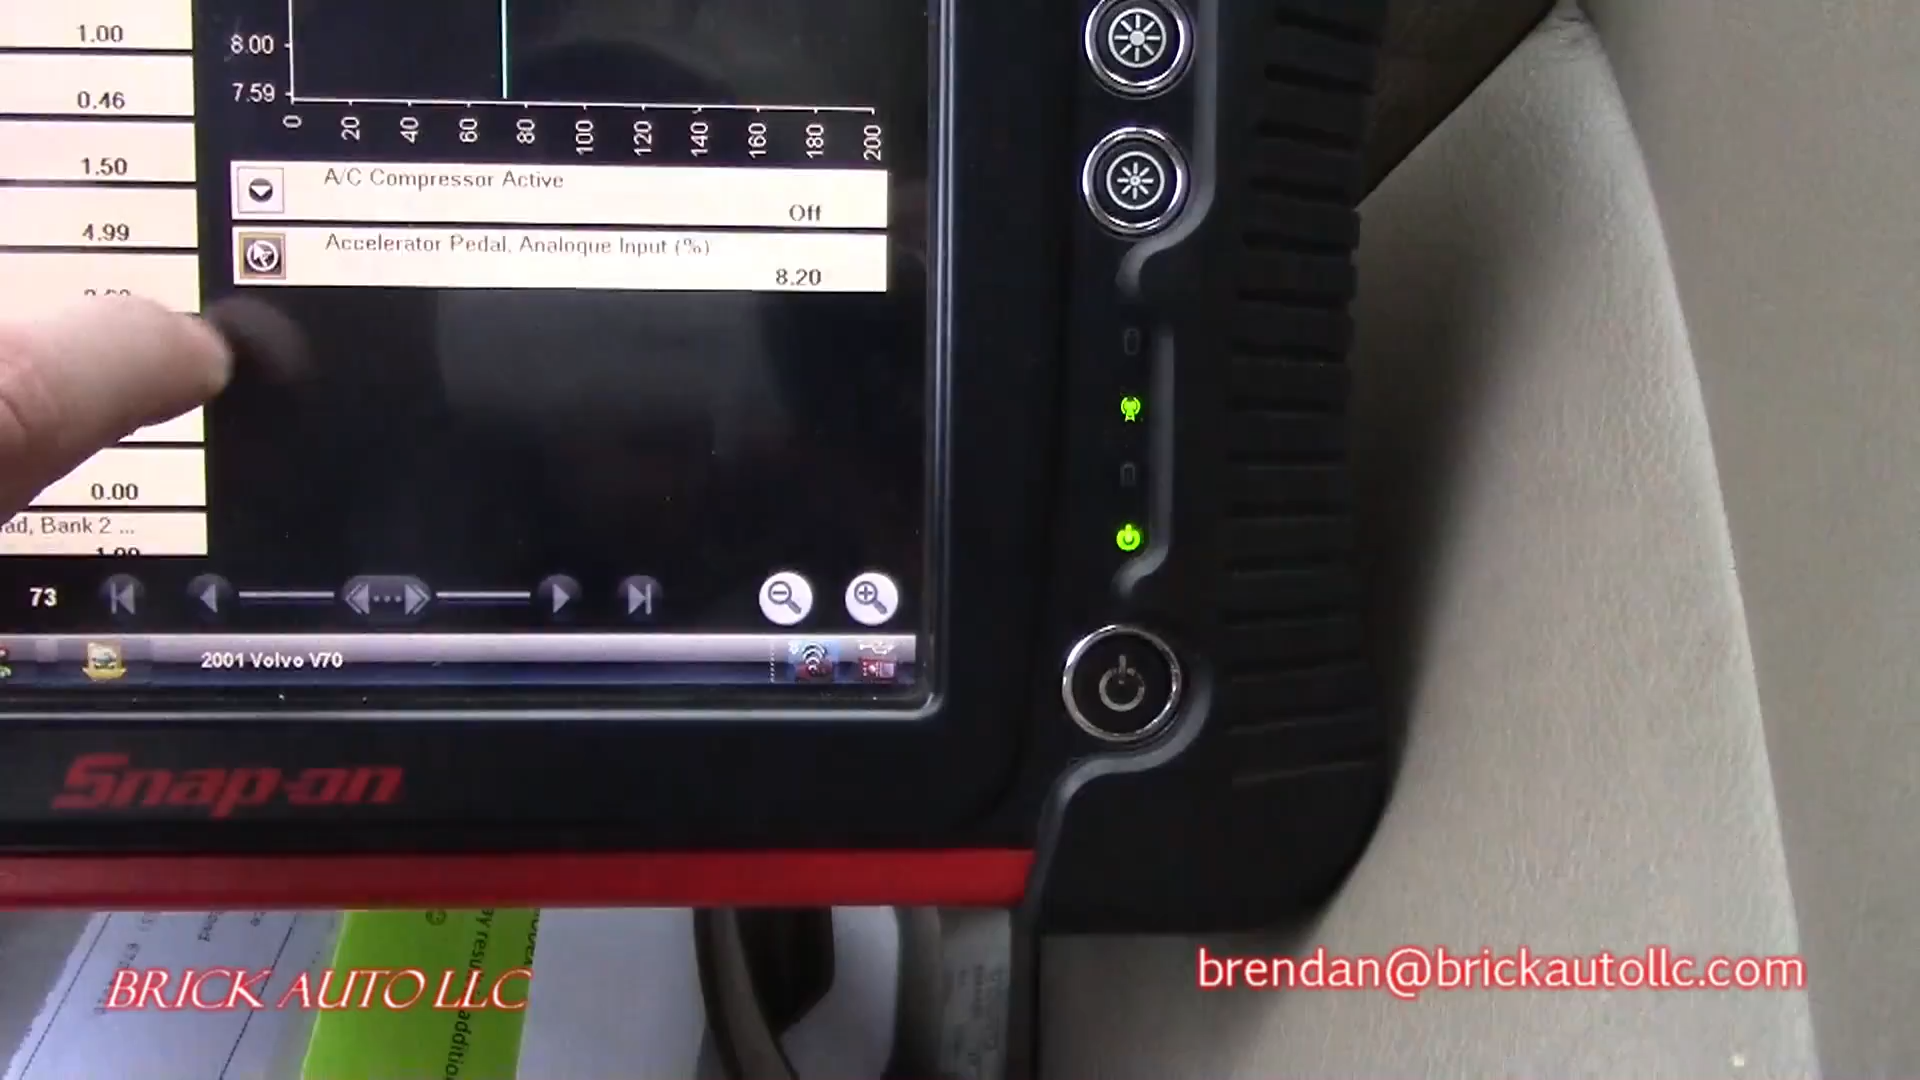 1.00
0.46
1.50
4.99
0.00
ad, Bank 2 ...
1.00
8.00
7.59
0 20 40 60 80 100 120 140 160 180 200
A/C Compressor Active
Off
Accelerator Pedal, Analogue Input (%)
8.20
73
2001 Volvo V70
Snap-on
BRICK AUTO LLC
brendan@brickautollc.com